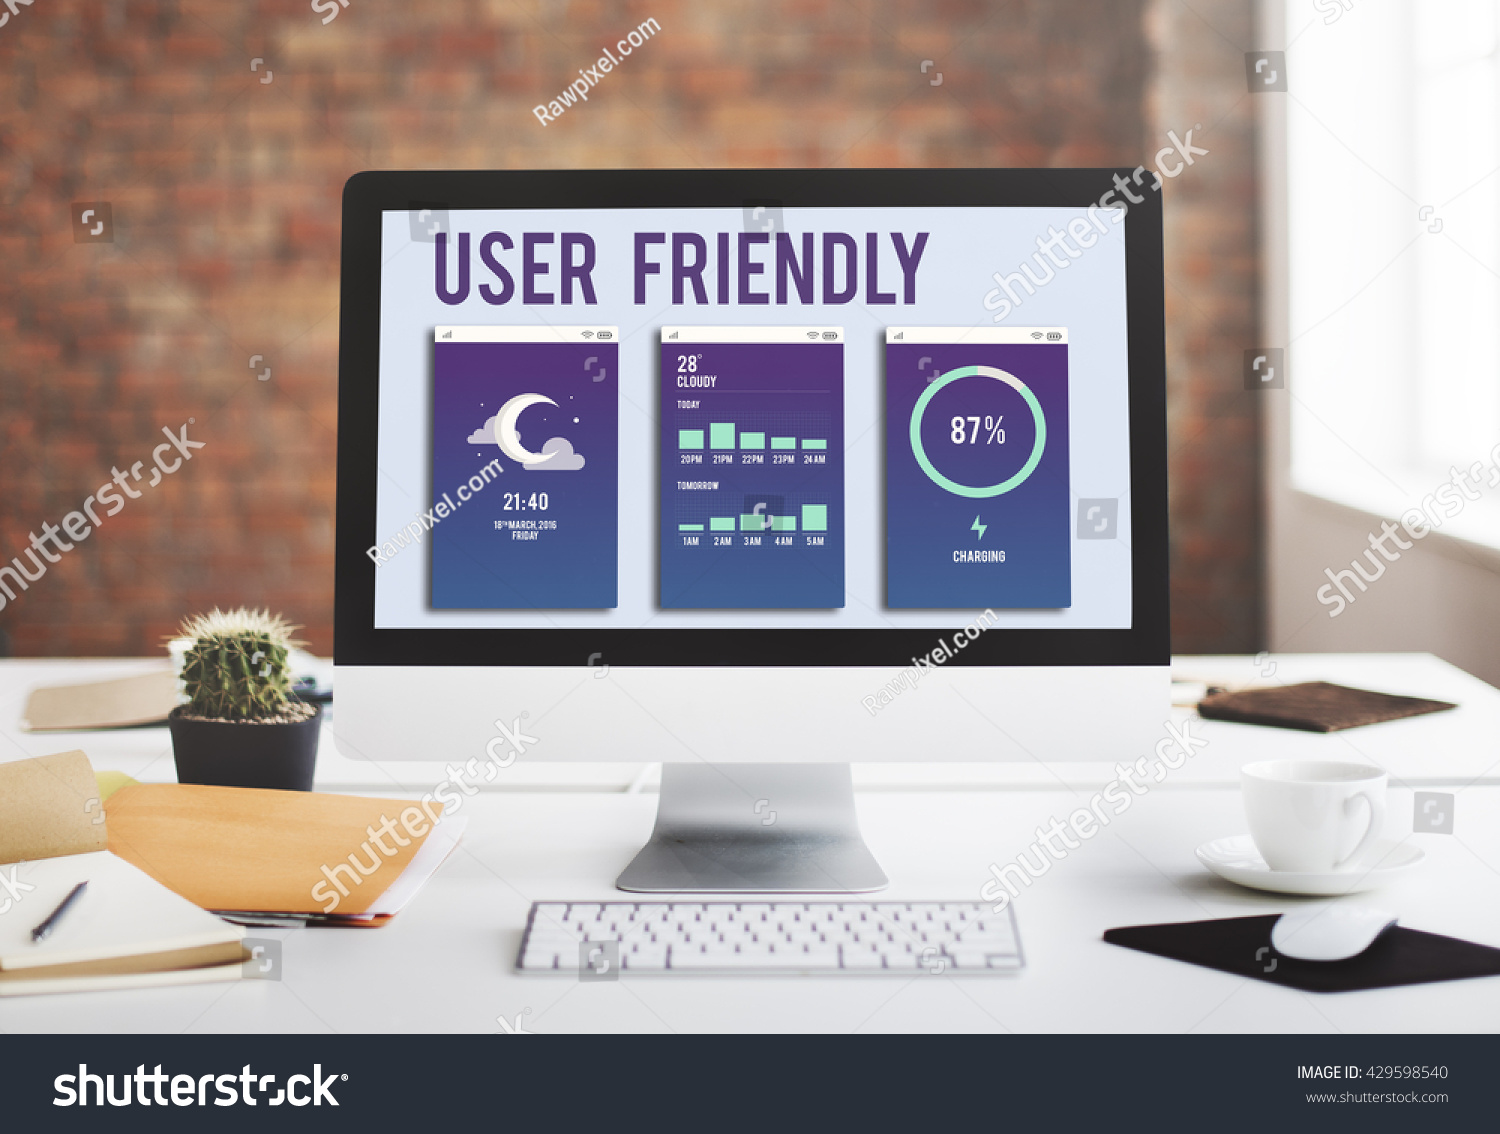 USER FRIENDLY
21:40
18TH MARCH, 2016
FRIDAY
28°
CLOUDY
TODAY
20PM 21PM 22PM 23PM 24AM
TOMORROW
1AM 2AM 3AM 4AM 5AM
87%
CHARGING
Rawpixel.com
shutterstock
shutterstock
Rawpixel.com
shutterstock
Rawpixel.com
shutterstock
shutterstock
shutterstock·
IMAGE ID: 429598540
www.shutterstock.com